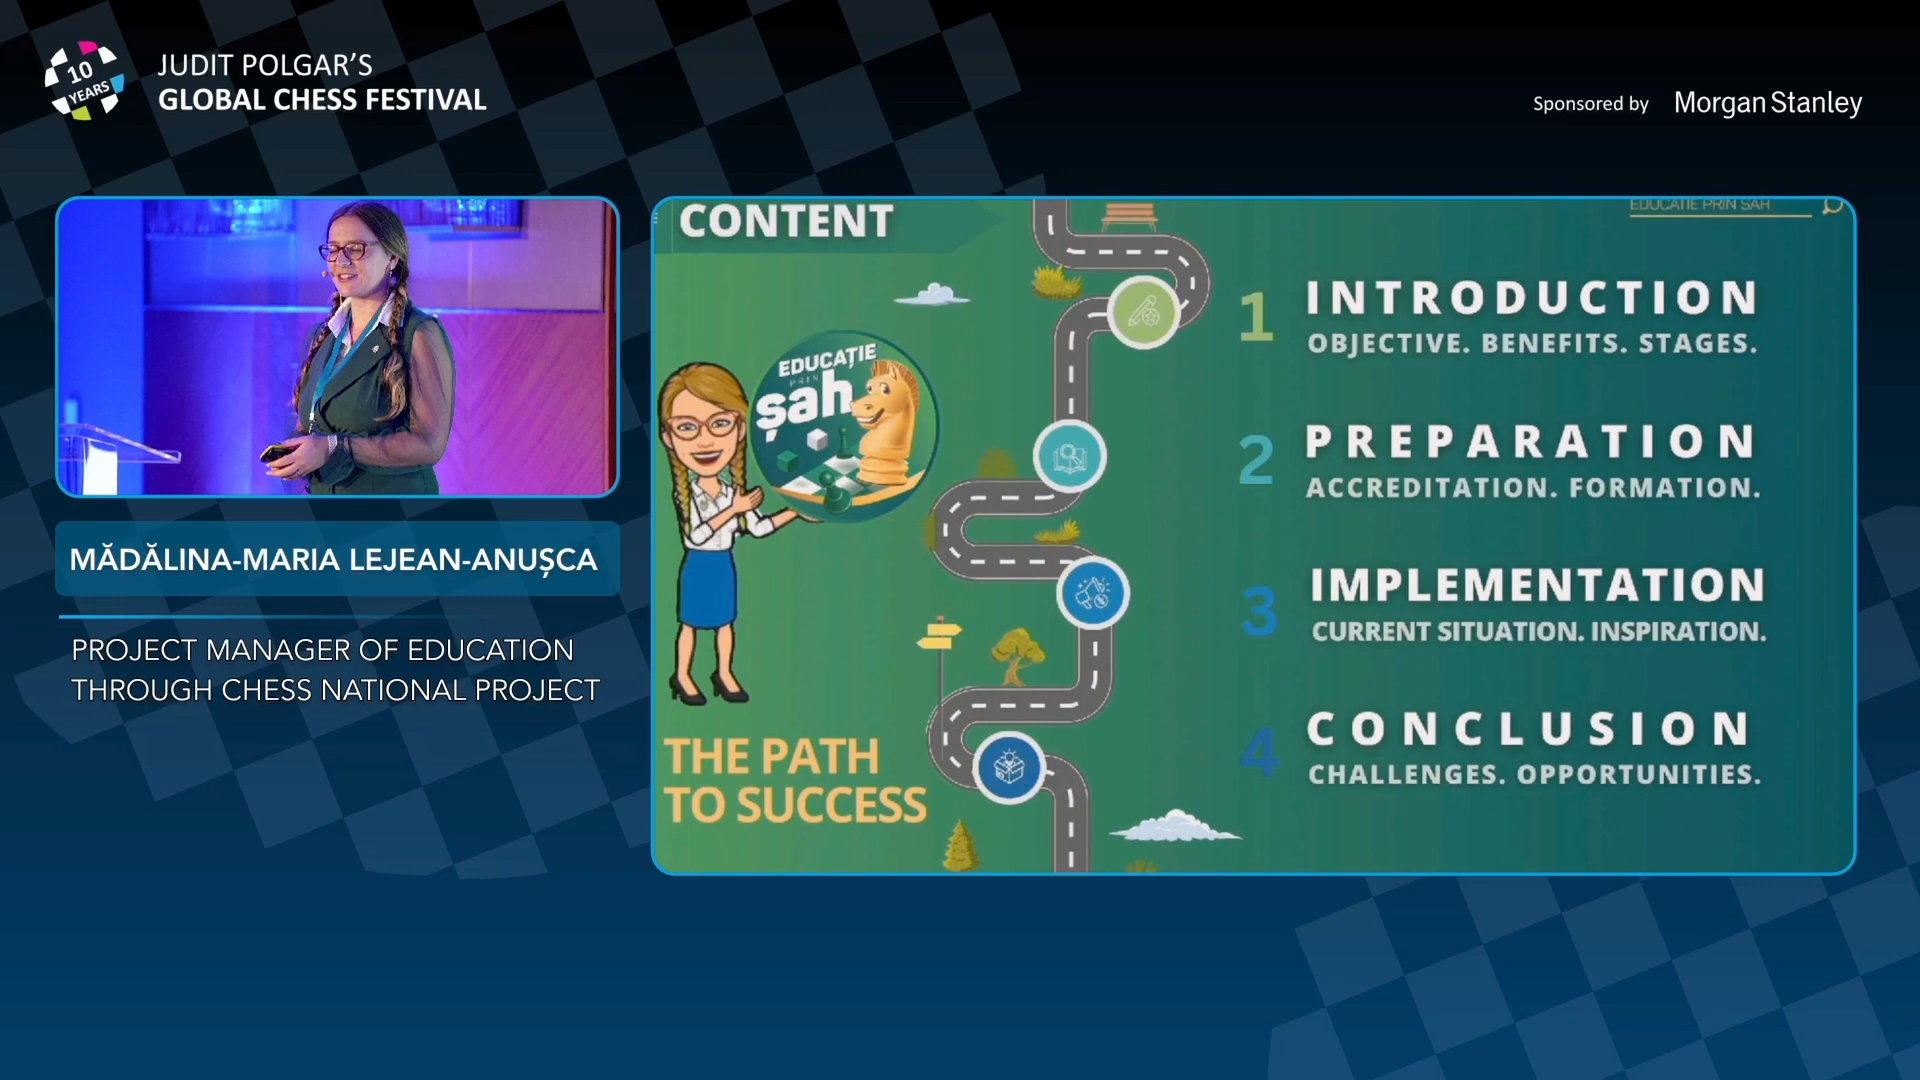 10
YEARS
JUDIT POLGAR'S
GLOBAL CHESS FESTIVAL
Sponsored by Morgan Stanley
MĂDĂLINA-MARIA LEJEAN-ANUȘCA
PROJECT MANAGER OF EDUCATION
THROUGH CHESS NATIONAL PROJECT
CONTENT
EDUCATIE PRIN SAH
EDUCAȚIE
PRIN
șah
THE PATH
TO SUCCESS
1 INTRODUCTION
OBJECTIVE. BENEFITS. STAGES.
2 PREPARATION
ACCREDITATION. FORMATION.
3 IMPLEMENTATION
CURRENT SITUATION. INSPIRATION.
4 CONCLUSION
CHALLENGES. OPPORTUNITIES.